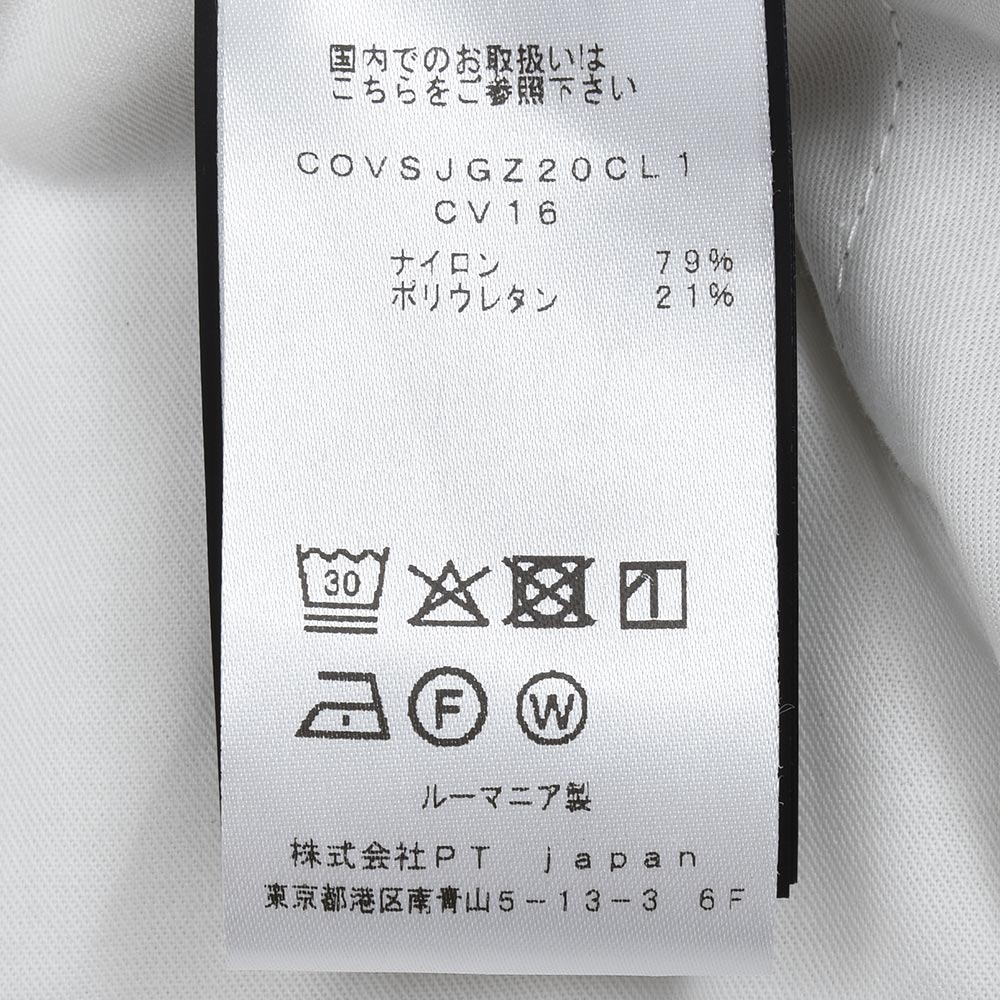 国内でのお取扱いは
こちらをご参照下さい
COVSJGZ20CL1
CV16
ナイロン 79%
ポリウレタン 21%
30
F W
ルーマニア製
株式会社PT japan
東京都港区南青山5-13-3 6F